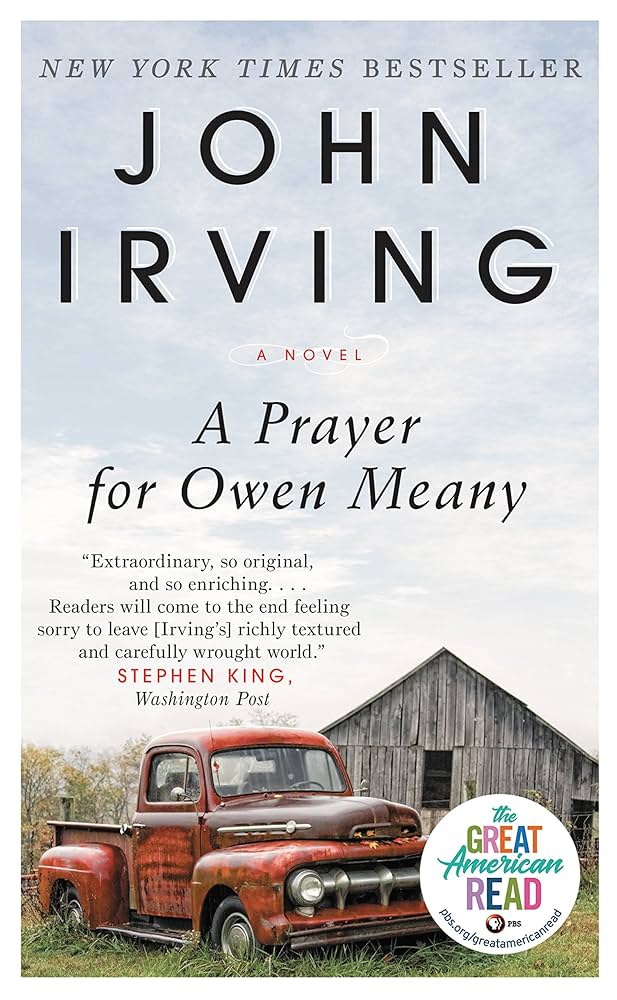 NEW YORK TIMES BESTSELLER
JOHN
IRVING
A NOVEL
A Prayer
for Owen Meany
“Extraordinary, so original,
and so enriching. . . .
Readers will come to the end feeling
sorry to leave [Irving’s] richly textured
and carefully wrought world.”
STEPHEN KING,
Washington Post
the
GREAT
American
READ
PBS
pbs.org/greatamericanread